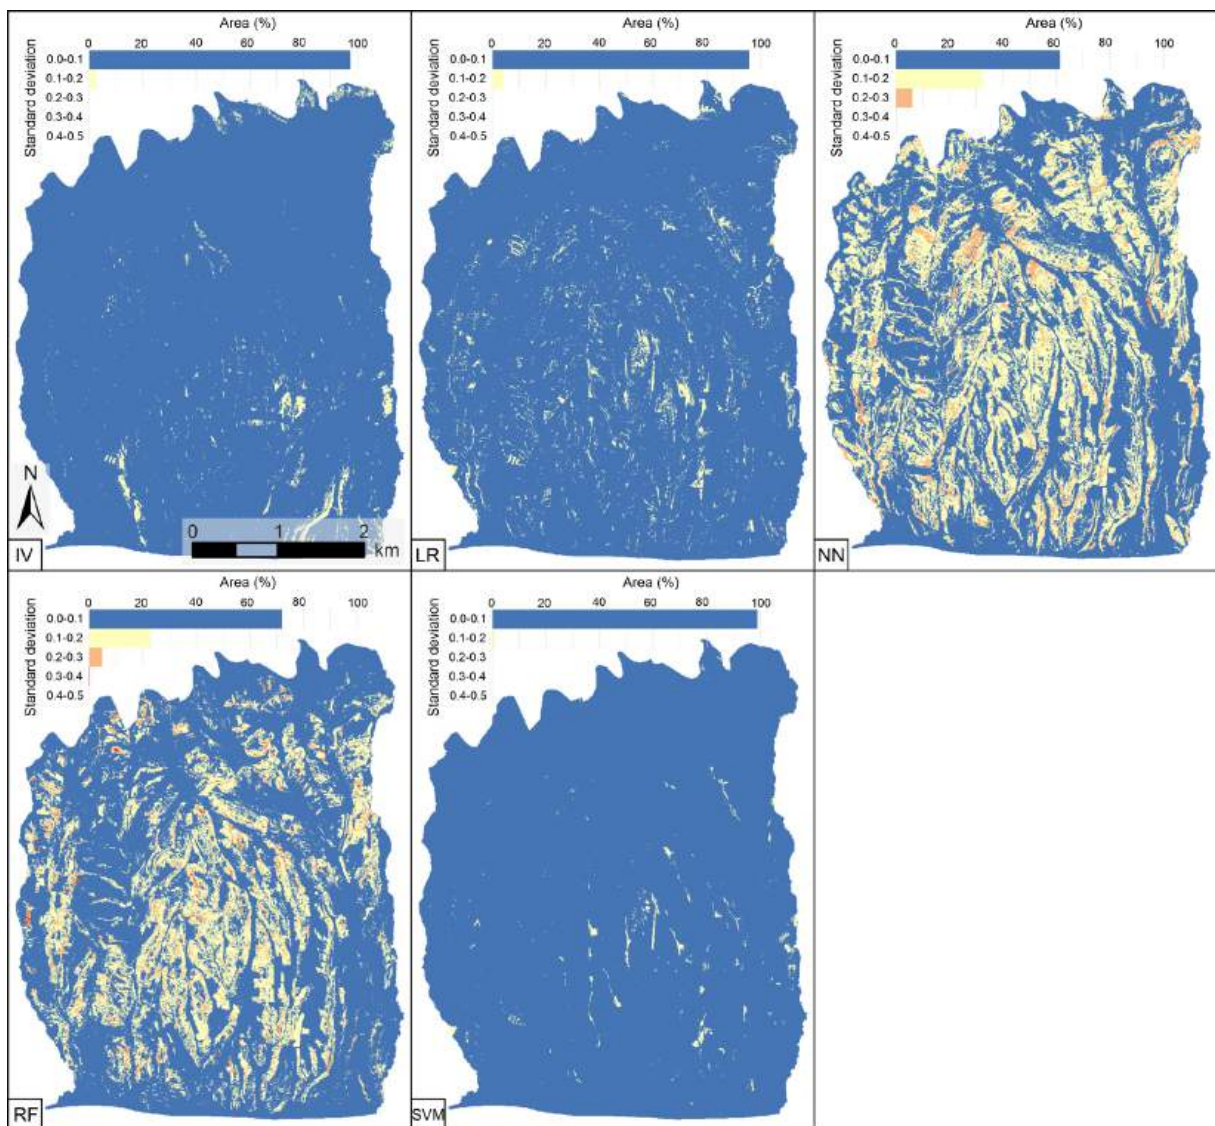 Area (%)
0 20 40 60 80 100
Standard deviation
0.0-0.1
0.1-0.2
0.2-0.3
0.3-0.4
0.4-0.5
N
0 1 2
km
IV
Area (%)
0 20 40 60 80 100
Standard deviation
0.0-0.1
0.1-0.2
0.2-0.3
0.3-0.4
0.4-0.5
LR
Area (%)
0 20 40 60 80 100
Standard deviation
0.0-0.1
0.1-0.2
0.2-0.3
0.3-0.4
0.4-0.5
NN
Area (%)
0 20 40 60 80 100
Standard deviation
0.0-0.1
0.1-0.2
0.2-0.3
0.3-0.4
0.4-0.5
RF
Area (%)
0 20 40 60 80 100
Standard deviation
0.0-0.1
0.1-0.2
0.2-0.3
0.3-0.4
0.4-0.5
SVM